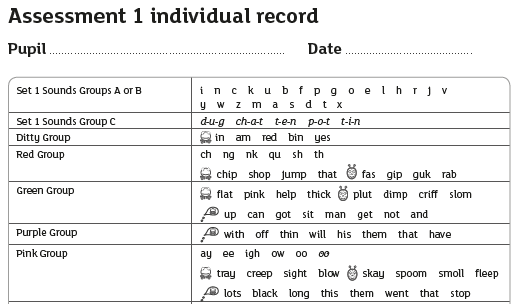 Assessment 1 individual record
Pupil ........................................................ Date ...............................
Set 1 Sounds Groups A or B i n c k u b f p g o e l h r j v
y w z m a s d t x
Set 1 Sounds Group C d-u-g ch-a-t t-e-n p-o-t t-i-n
Ditty Group in am red bin yes
Red Group ch ng nk qu sh th
chip shop jump that fas gip guk rab
Green Group flat pink help thick plut dimp criff slom
up can got sit man get not and
Purple Group with off thin will his them that have
Pink Group ay ee igh ow oo oo
tray creep sight blow skay spoom smoll fleep
lots black long this them went that stop